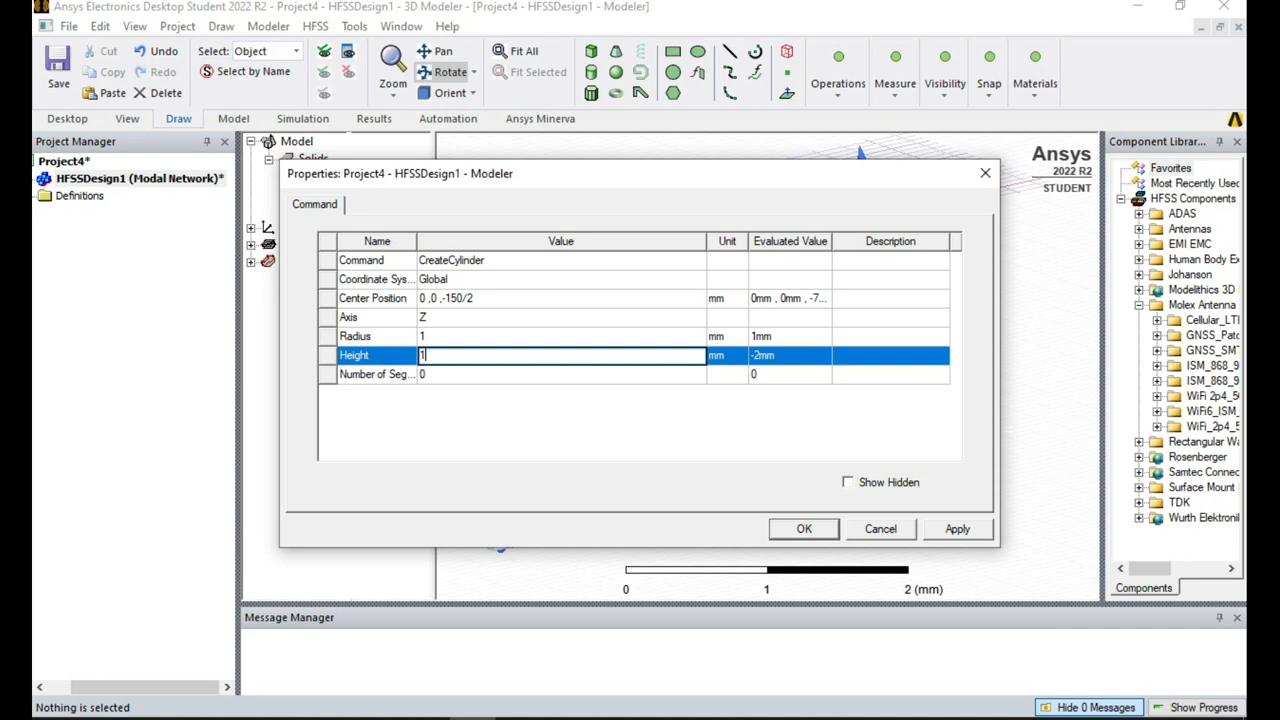 Ansys Electronics Desktop Student 2022 R2 - Project4 - HFSSDesign1 - 3D Modeler - [Project4 - HFSSDesign1 - Modeler]
File Edit View Project Draw Modeler HFSS Tools Window Help
Save
Cut
Copy
Paste
Undo
Redo
Delete
Select: Object
Select by Name
Zoom
Pan
Rotate
Orient
Fit All
Fit Selected
Operations
Measure
Visibility
Snap
Materials
Desktop View Draw Model Simulation Results Automation Ansys Minerva
Project Manager
Project4*
HFSSDesign1 (Modal Network)*
Definitions
Model
Solids
Ansys
2022 R2
STUDENT
Properties: Project4 - HFSSDesign1 - Modeler
Command
Name Value Unit Evaluated Value Description
Command CreateCylinder
Coordinate Sys... Global
Center Position 0 ,0 ,-150/2 mm 0mm , 0mm , -7...
Axis Z
Radius 1 mm 1mm
Height 1 mm -2mm
Number of Seg... 0 0
Show Hidden
OK Cancel Apply
0 1 2 (mm)
Component Librar...
Favorites
Most Recently Used
HFSS Components
ADAS
Antennas
EMI EMC
Human Body Ex
Johanson
Modelithics 3D
Molex Antenna
Cellular_LTI
GNSS_Patc
GNSS_SMT
ISM_868_9
ISM_868_9
WiFi 2p4_5
WiFi6_ISM_
WiFi_2p4_5
Rectangular Wa
Rosenberger
Samtec Connec
Surface Mount
TDK
Wurth Elektronil
Components
Message Manager
Nothing is selected
Hide 0 Messages
Show Progress